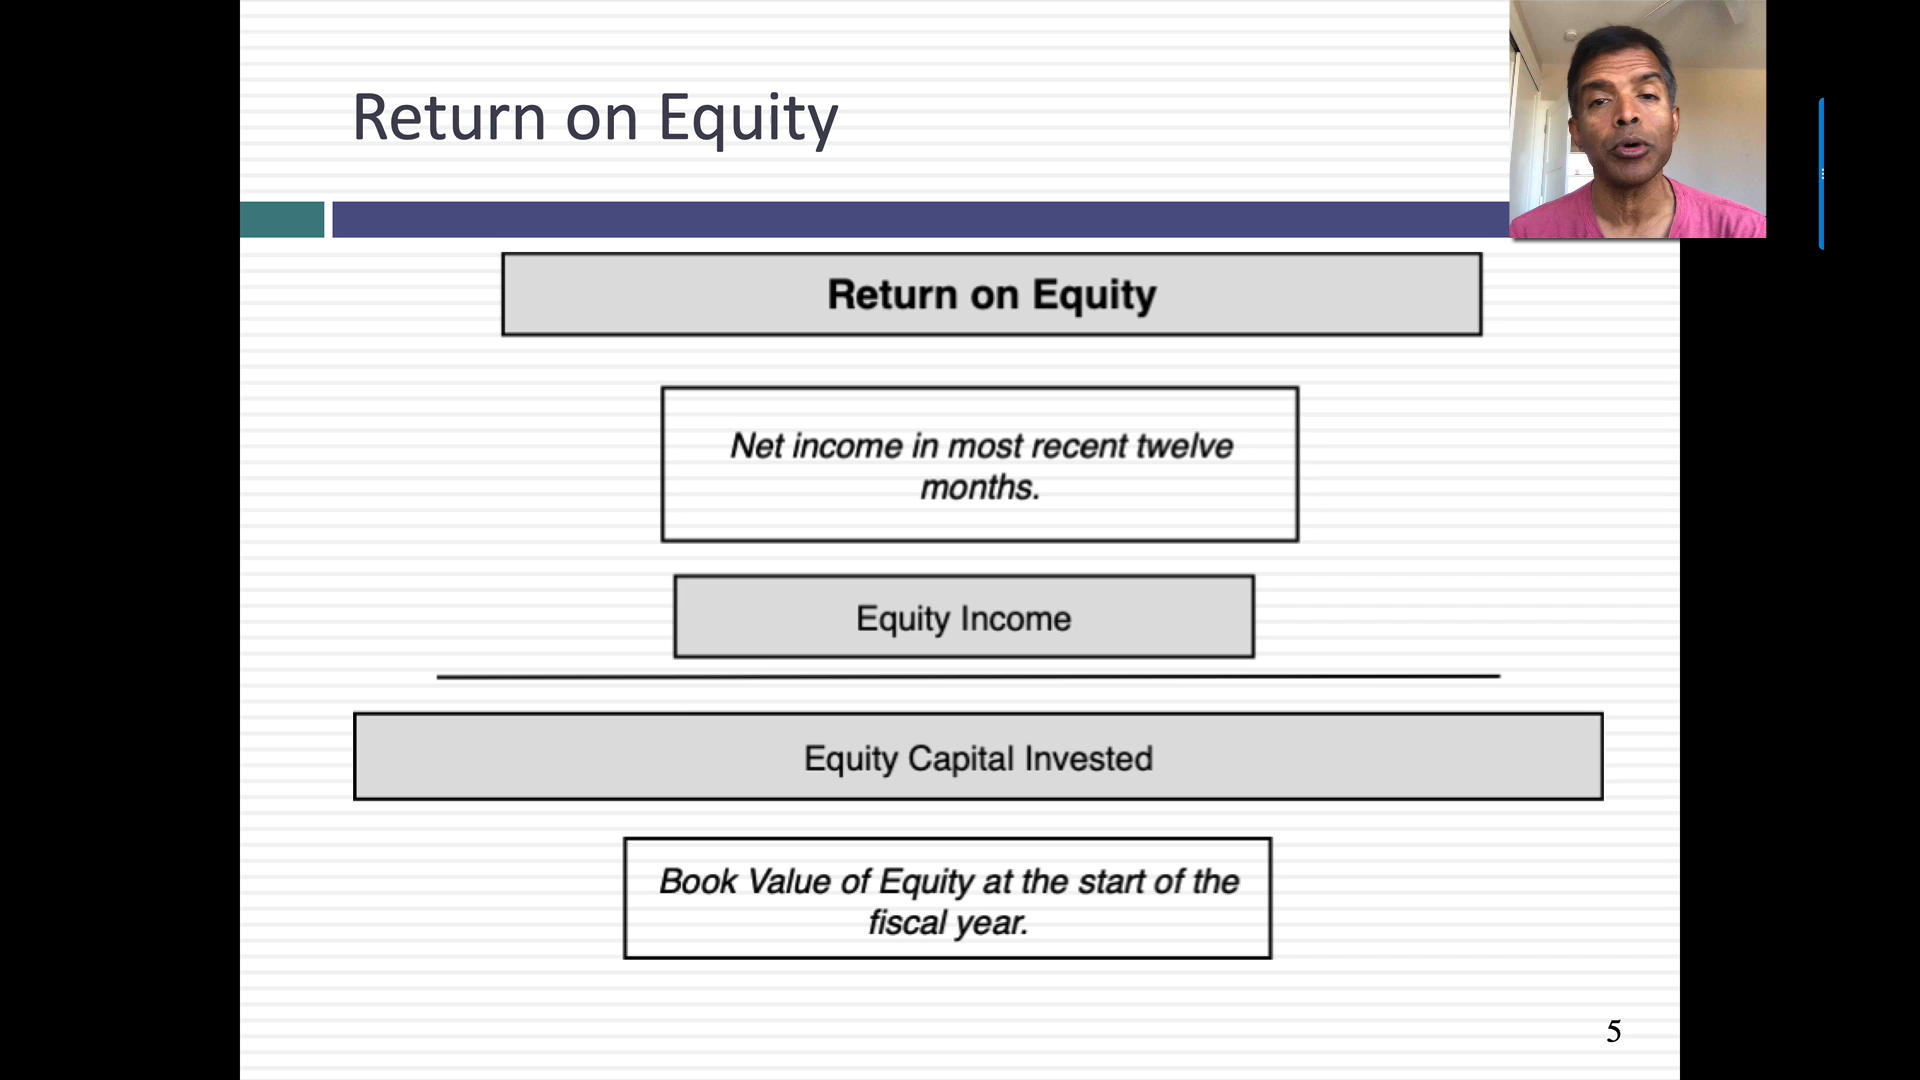 Return on Equity
Return on Equity
Net income in most recent twelve
months.
Equity Income
Equity Capital Invested
Book Value of Equity at the start of the
fiscal year.
5